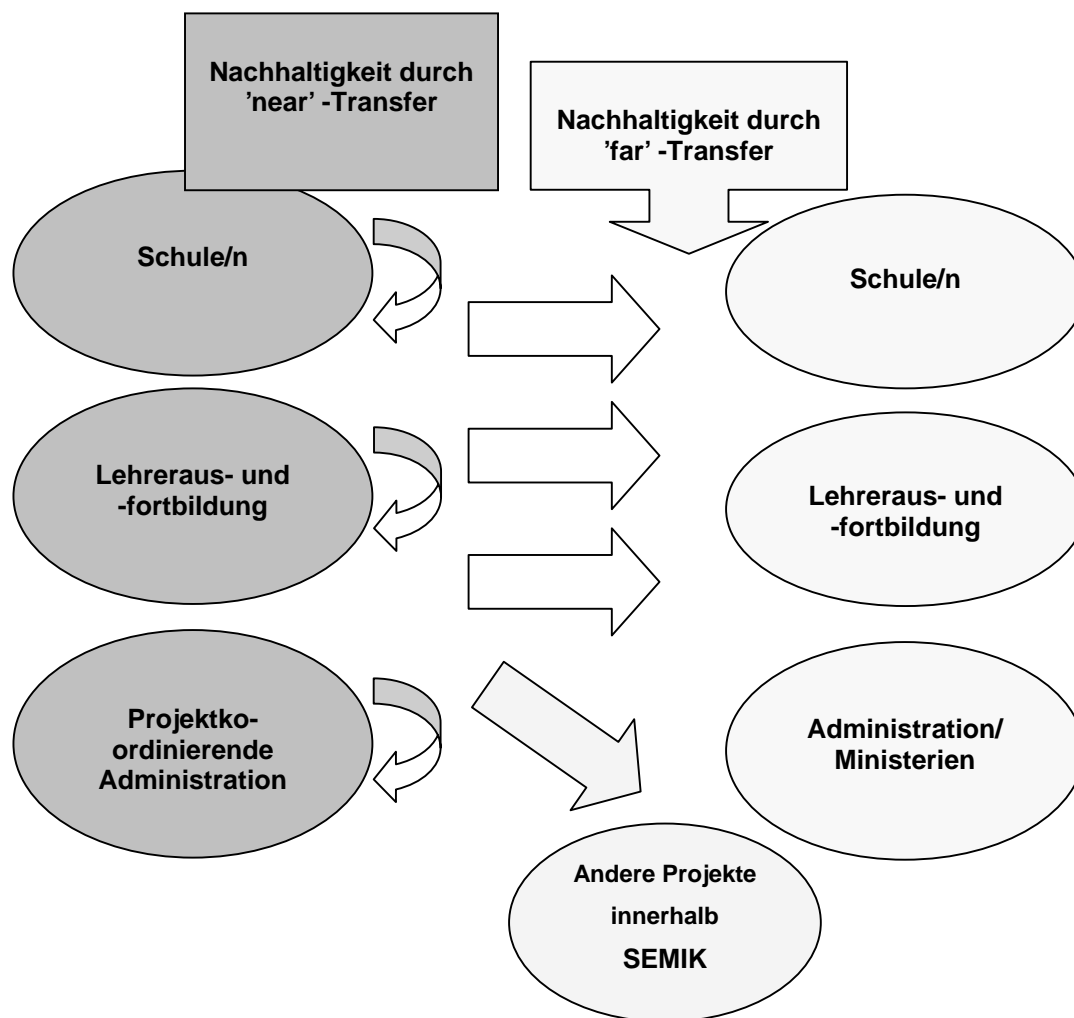 Nachhaltigkeit durch
’near’ -Transfer
Nachhaltigkeit durch
’far’ -Transfer
Schule/n
Schule/n
Lehreraus- und
-fortbildung
Lehreraus- und
-fortbildung
Projektko-
ordinierende
Administration
Administration/
Ministerien
Andere Projekte
innerhalb
SEMIK